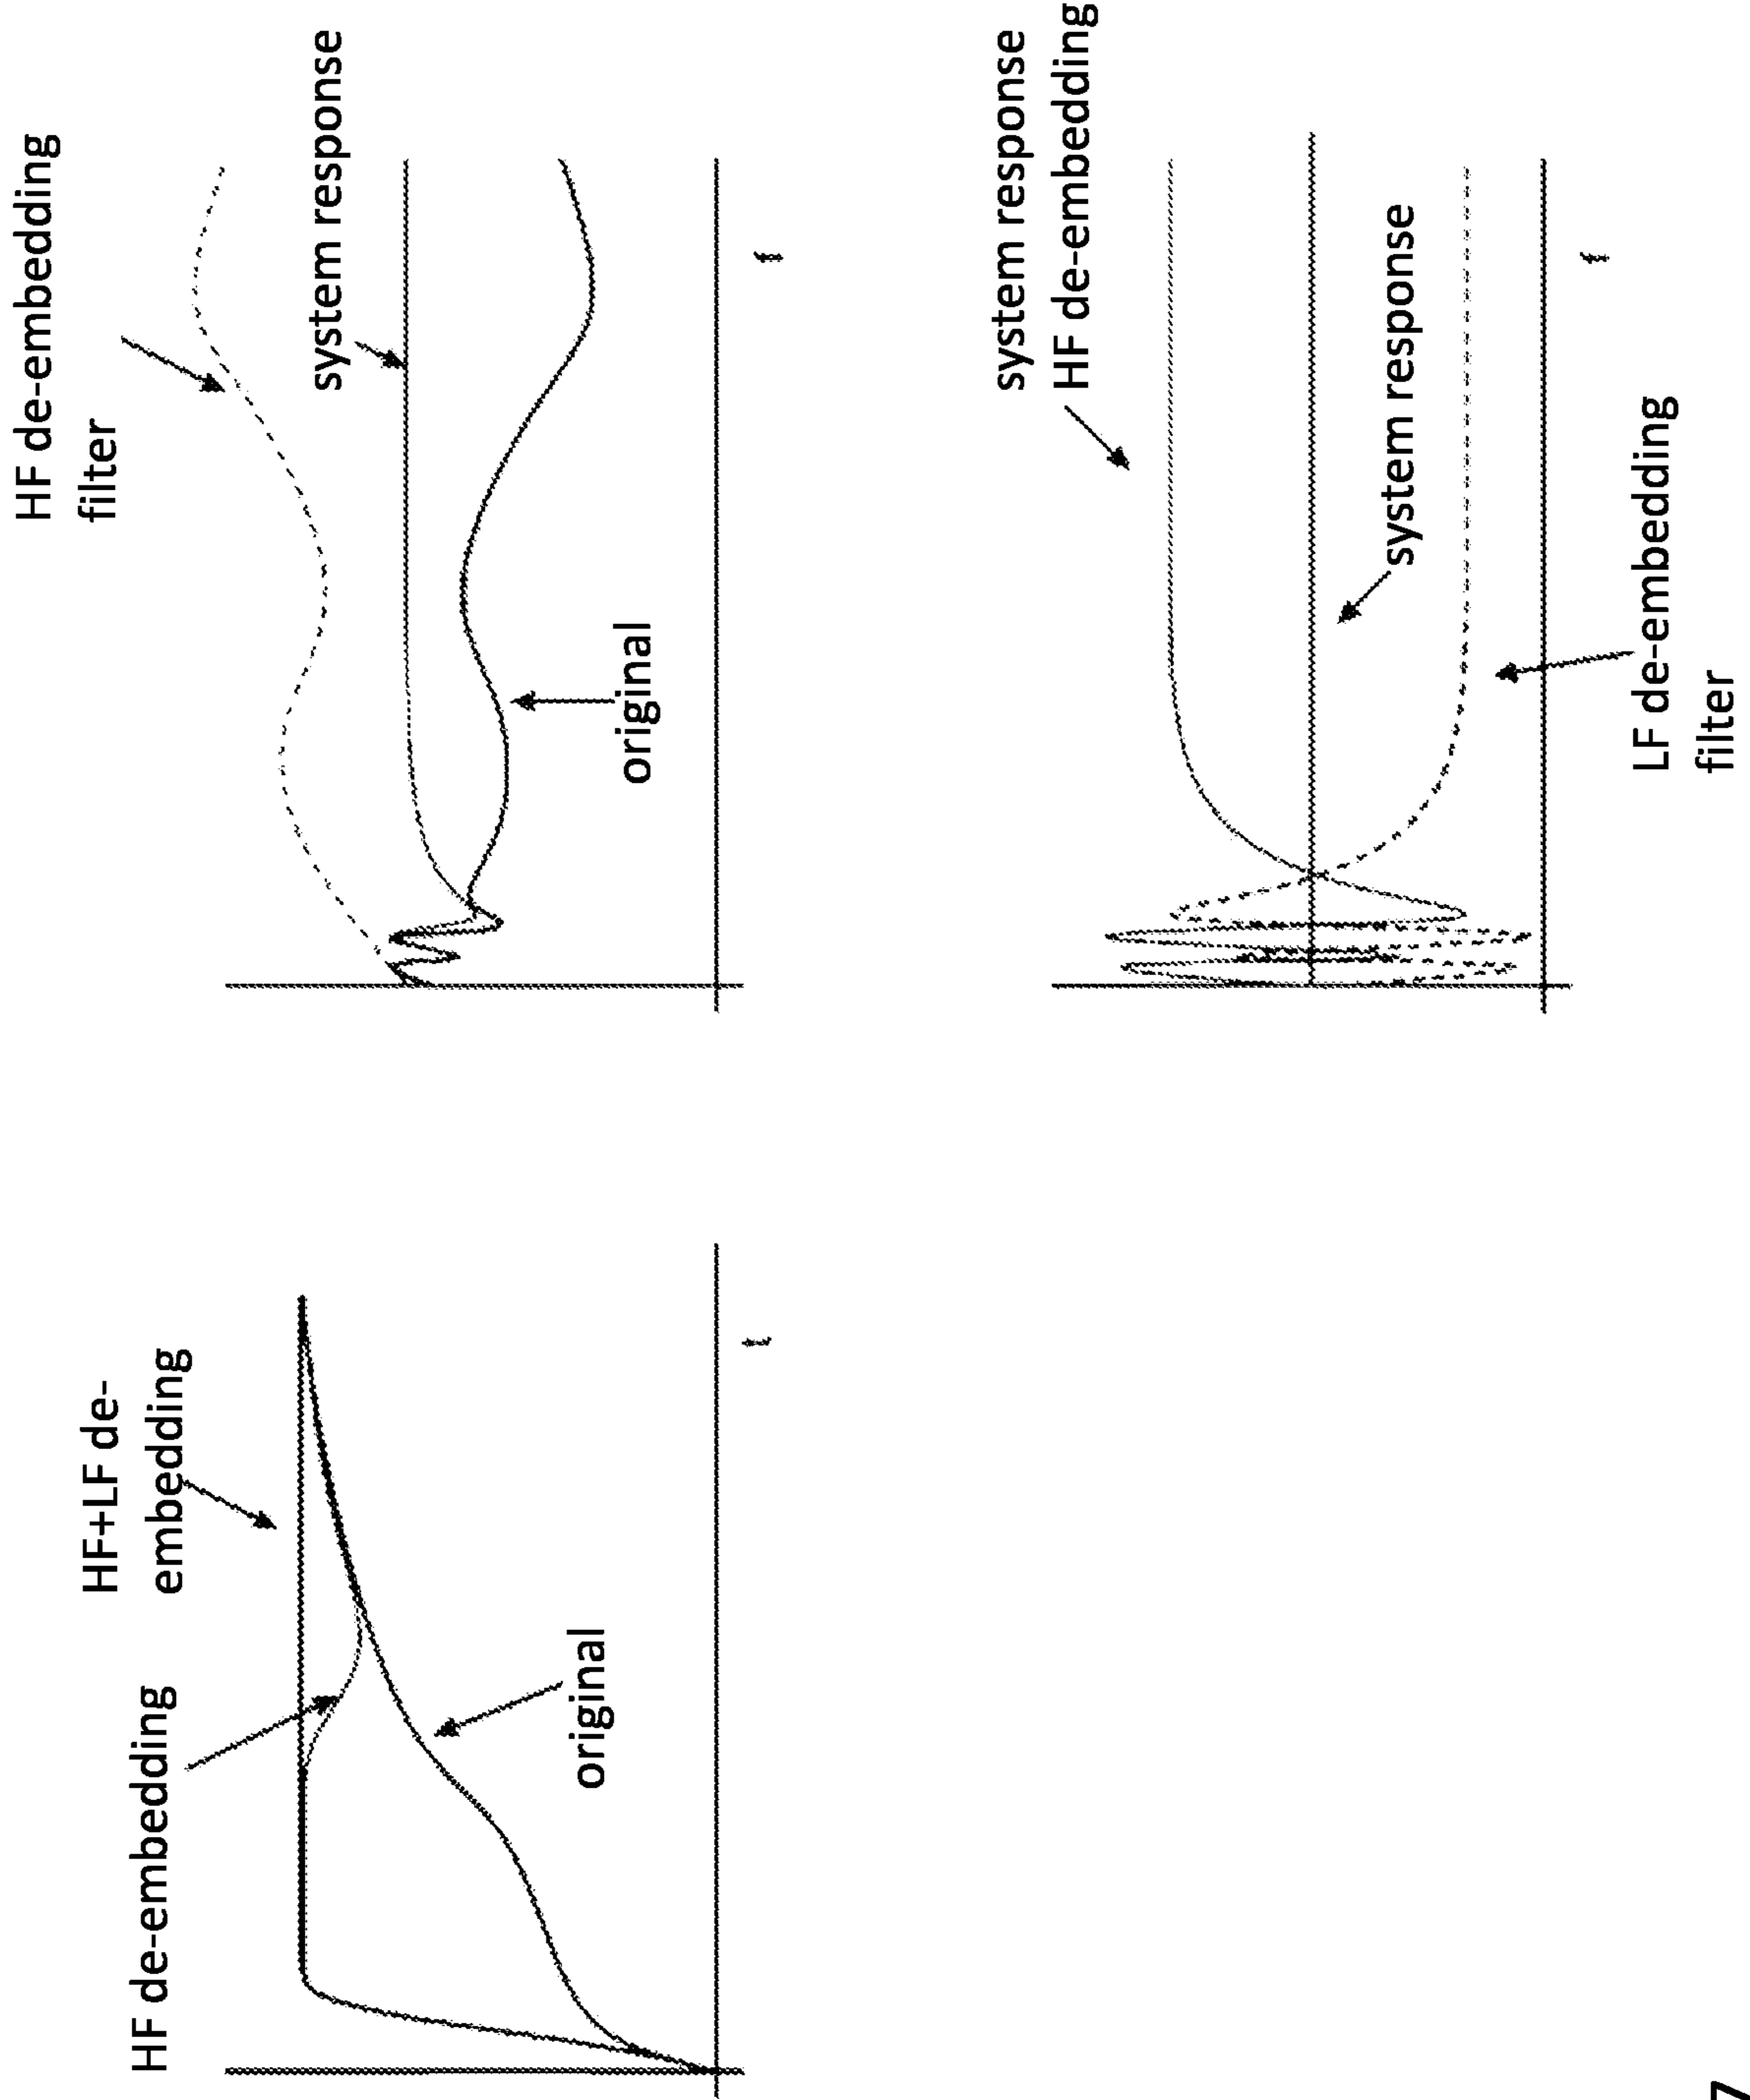 HF de-embedding
HF+LF de-
embedding
original
t
HF de-embedding
filter
system response
original
f
system response
HF de-embedding
system response
LF de-embedding
filter
f
7